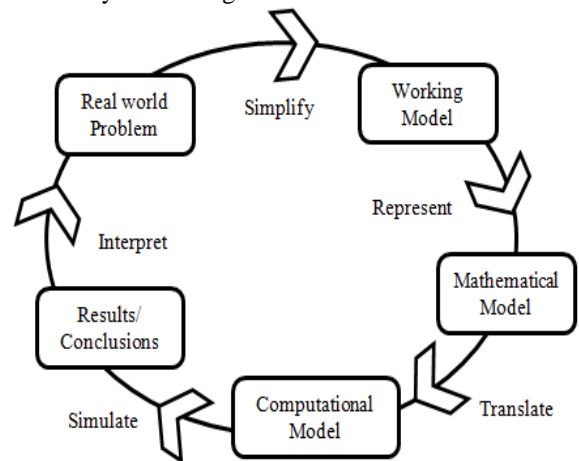 Real world
Problem
Simplify
Working
Model
Represent
Mathematical
Model
Translate
Computational
Model
Simulate
Results/
Conclusions
Interpret